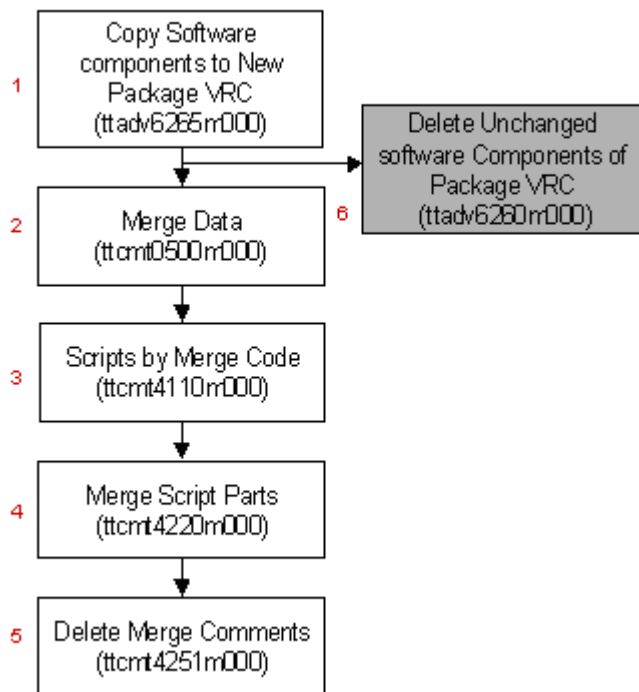 1
Copy Software
components to New
Package VRC
(ttadv6265m000)
Delete Unchanged
software Components of
Package VRC
(ttadv6260m000)
6
2
Merge Data
(ttcmt0500m000)
3
Scripts by Merge Code
(ttcmt4110m000)
4
Merge Script Parts
(ttcmt4220m000)
5
Delete Merge Comments
(ttcmt4251m000)